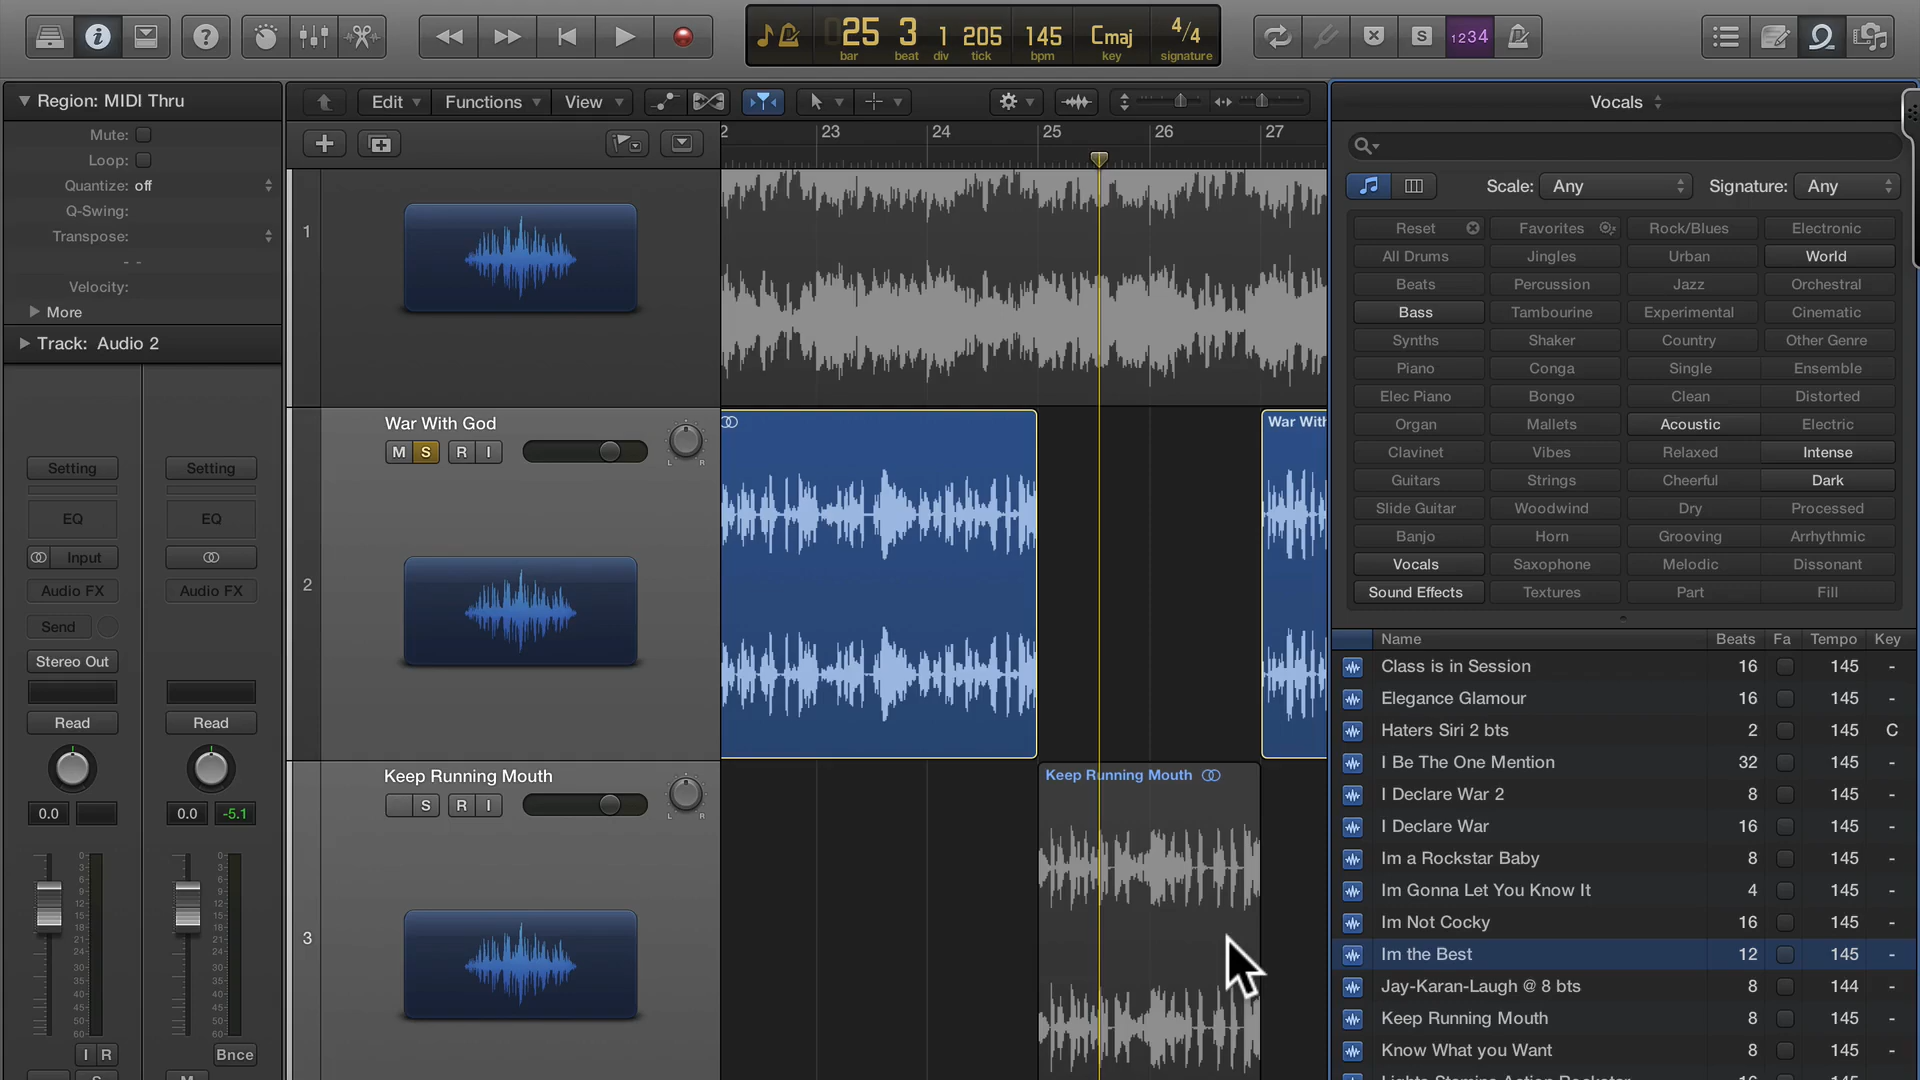 25 3 1 205 145 Cmaj 4/4
bar beat div tick bpm key signature
S 1234
Region: MIDI Thru
Mute:
Loop:
Quantize: off
Q-Swing:
Transpose:
- -
Velocity:
More
Track: Audio 2
Setting Setting
EQ EQ
Input
Audio FX Audio FX
Send
Stereo Out
Read Read
0.0 0.0 -5.1
I R Bnce
Edit Functions View
23 24 25 26 27
1
War With God
M S R I
L R
2
Keep Running Mouth
S R I
L R
3
War With
Keep Running Mouth
Vocals
Scale: Any Signature: Any
Reset Favorites Rock/Blues Electronic
All Drums Jingles Urban World
Beats Percussion Jazz Orchestral
Bass Tambourine Experimental Cinematic
Synths Shaker Country Other Genre
Piano Conga Single Ensemble
Elec Piano Bongo Clean Distorted
Organ Mallets Acoustic Electric
Clavinet Vibes Relaxed Intense
Guitars Strings Cheerful Dark
Slide Guitar Woodwind Dry Processed
Banjo Horn Grooving Arrhythmic
Vocals Saxophone Melodic Dissonant
Sound Effects Textures Part Fill
Name Beats Fa Tempo Key
Class is in Session 16 145 -
Elegance Glamour 16 145 -
Haters Siri 2 bts 2 145 C
I Be The One Mention 32 145 -
I Declare War 2 8 145 -
I Declare War 16 145 -
Im a Rockstar Baby 8 145 -
Im Gonna Let You Know It 4 145 -
Im Not Cocky 16 145 -
Im the Best 12 145 -
Jay-Karan-Laugh @ 8 bts 8 144 -
Keep Running Mouth 8 145 -
Know What you Want 8 145 -